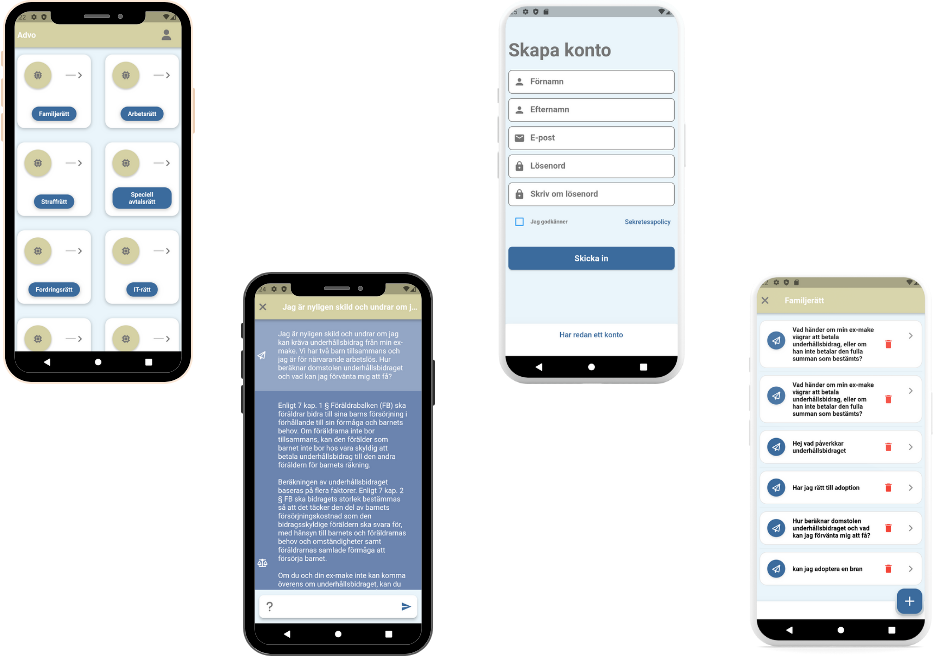 22
Advo
Familjerätt
Arbetsrätt
Straffrätt
Speciell
avtalsrätt
Fordringsrätt
IT-rätt
Skapa konto
Förnamn
Efternamn
E-post
Lösenord
Skriv om lösenord
Jag godkänner
Sekretesspolicy
Skicka in
Har redan ett konto
24
Jag är nyligen skild och undrar om j...
Jag är nyligen skild och undrar om jag
kan kräva underhållsbidrag från min ex-
make. Vi har två barn tillsammans och
jag är för närvarande arbetslös. Hur
beräknar domstolen underhållsbidraget
och vad kan jag förvänta mig att få?
Enligt 7 kap. 1 § Föräldrabalken (FB) ska
föräldrar bidra till sina barns försörjning i
förhållande till sin förmåga och barnets
behov. Om föräldrarna inte bor
tillsammans, kan den förälder som
barnet inte bor hos vara skyldig att
betala underhållsbidrag till den andra
föräldern för barnets räkning.
Beräkningen av underhållsbidraget
baseras på flera faktorer. Enligt 7 kap. 2
§ FB ska bidragets storlek bestämmas
så att det täcker den del av barnets
försörjningskostnad som den
bidragsskyldige föräldern ska svara för,
med hänsyn till barnets och föräldrarnas
behov och omständigheter samt
föräldrarnas samlade förmåga att
försörja barnet.
Om du och din ex-make inte kan komma
överens om underhållsbidraget, kan du
?
Familjerätt
Vad händer om min ex-make
vägrar att betala
underhållsbidrag, eller om
han inte betalar den fulla
summan som bestämts?
Vad händer om min ex-make
vägrar att betala
underhållsbidrag, eller om
han inte betalar den fulla
summan som bestämts?
Hej vad påverkkar
underhållsbidraget
Har jag rätt till adoption
Hur beräknar domstolen
underhållsbidraget och vad
kan jag förvänta mig att få?
kan jag adoptera en brun
+